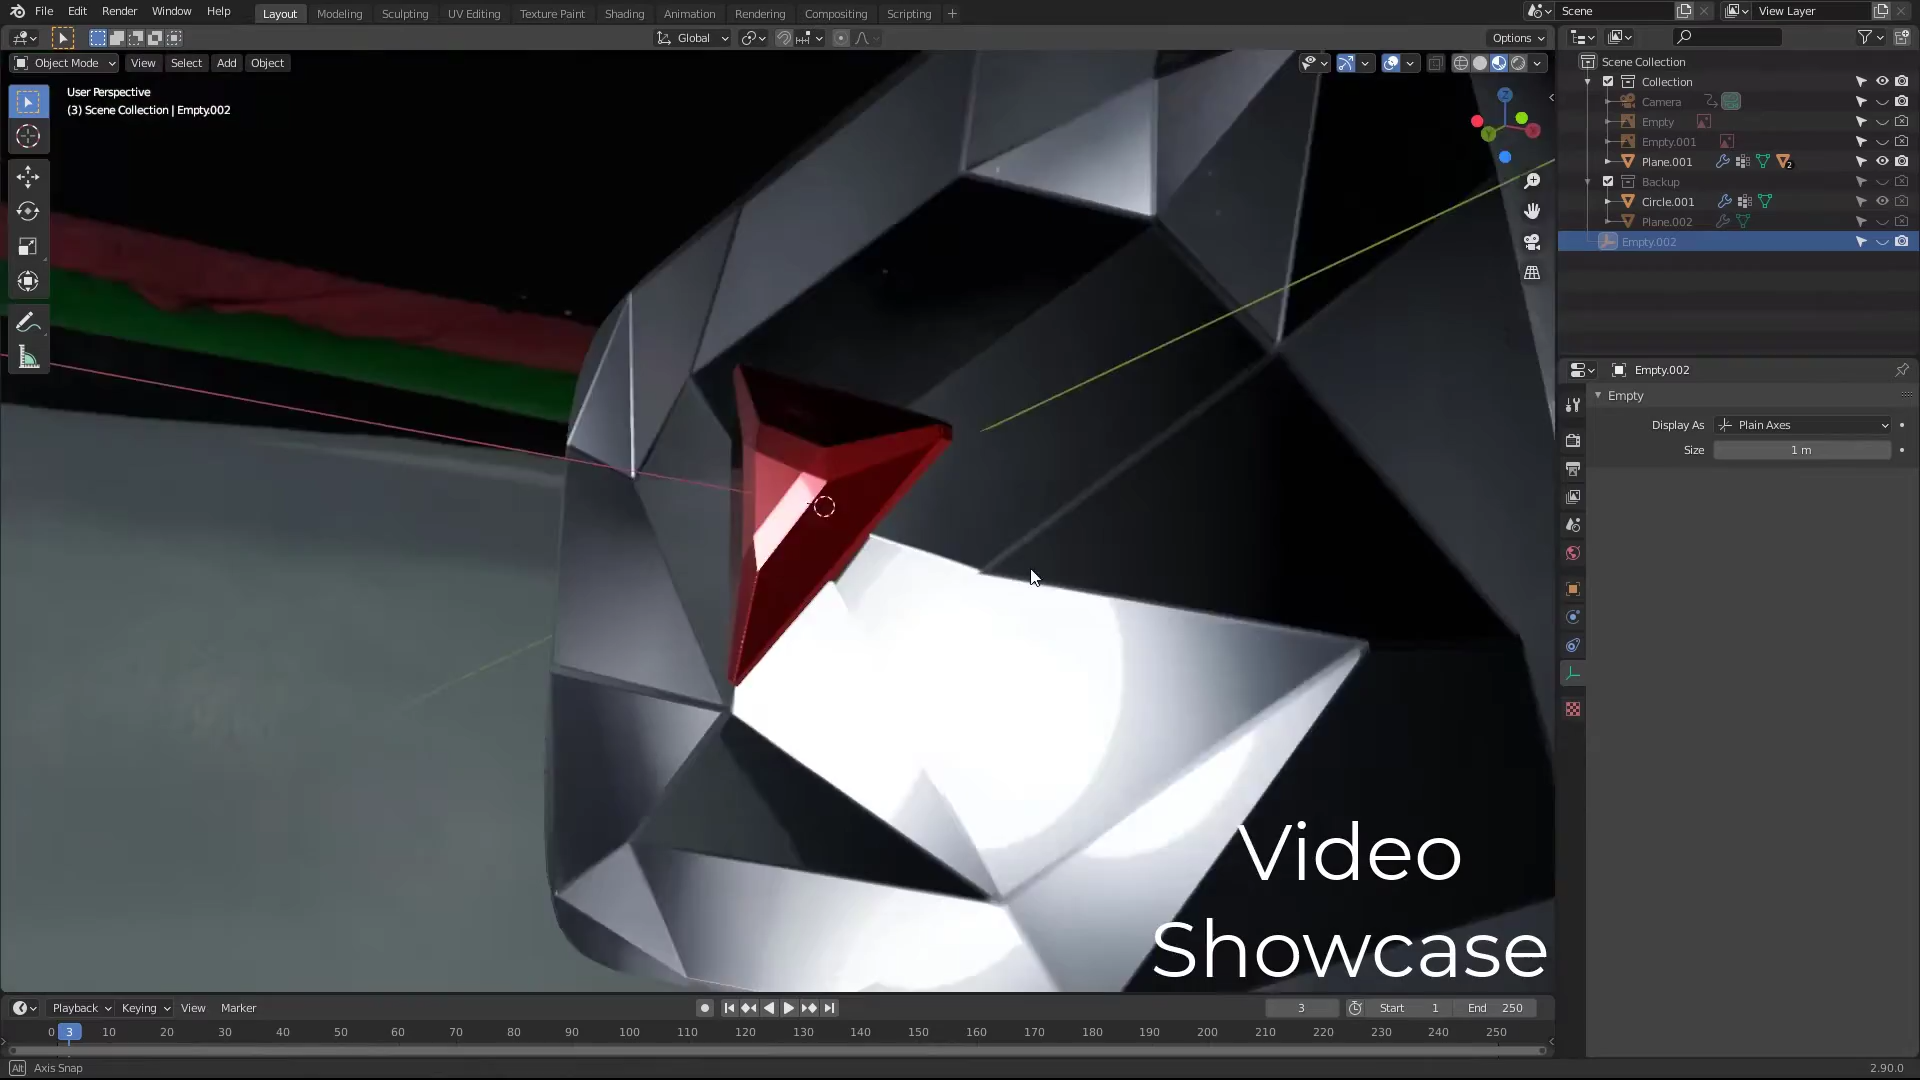 File Edit Render Window Help
Layout Modeling Sculpting UV Editing Texture Paint Shading Animation Rendering Compositing Scripting +
Scene
View Layer
Global
Options
Object Mode View Select Add Object
User Perspective
(3) Scene Collection | Empty.002
Z
Y
X
Scene Collection
Collection
Camera
Empty
Empty.001
Plane.001
2
Backup
Circle.001
Plane.002
Empty.002
Empty.002
Empty
Display As Plain Axes
Size 1 m
Video
Showcase
Playback Keying View Marker
3
Start 1
End 250
0 3 10 20 30 40 50 60 70 80 90 100 110 120 130 140 150 160 170 180 190 200 210 220 230 240 250
Alt Axis Snap
2.90.0